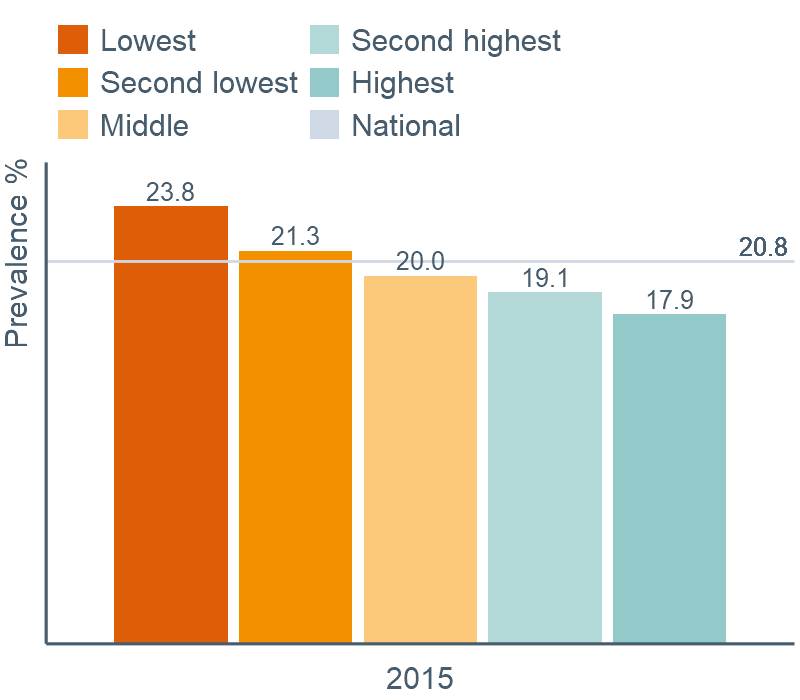 Lowest
Second lowest
Middle
Second highest
Highest
National
Prevalence %
23.8
21.3
20.0
19.1
17.9
20.8
2015